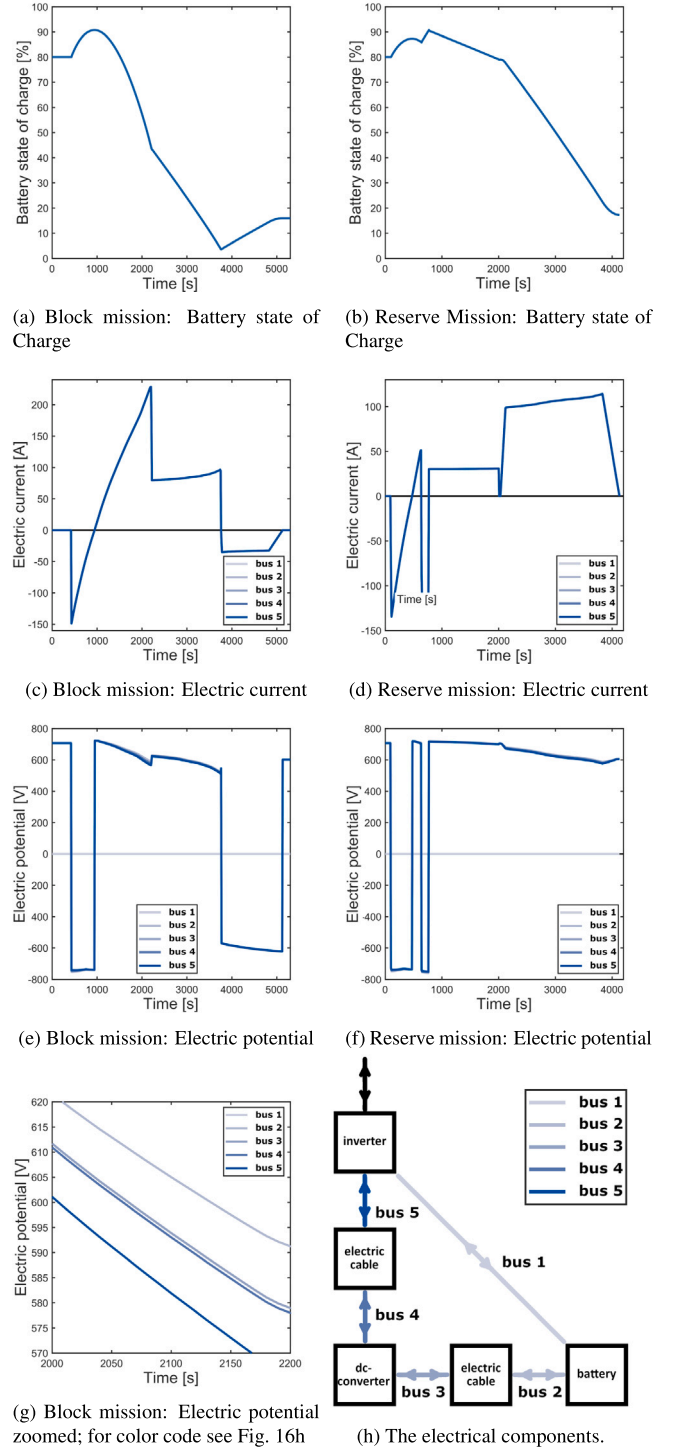 Battery state of charge [%]
100
90
80
70
60
50
40
30
20
10
0
0 1000 2000 3000 4000 5000
Time [s]
(a) Block mission: Battery state of
Charge
Battery state of charge [%]
100
90
80
70
60
50
40
30
20
10
0
0 1000 2000 3000 4000
Time [s]
(b) Reserve Mission: Battery state of
Charge
Electric current [A]
200
150
100
50
0
-50
-100
-150
bus 1
bus 2
bus 3
bus 4
bus 5
0 1000 2000 3000 4000 5000
Time [s]
(c) Block mission: Electric current
Electric current [A]
100
50
0
-50
-100
-150
Time [s]
bus 1
bus 2
bus 3
bus 4
bus 5
0 1000 2000 3000 4000
Time [s]
(d) Reserve mission: Electric current
Electric potential [V]
800
600
400
200
0
200
-400
-600
-800
bus 1
bus 2
bus 3
bus 4
bus 5
0 1000 2000 3000 4000 5000
Time [s]
(e) Block mission: Electric potential
Electric potential [V]
800
600
400
200
0
200
-400
-600
-800
bus 1
bus 2
bus 3
bus 4
bus 5
0 1000 2000 3000 4000
Time [s]
(f) Reserve mission: Electric potential
Electric potential [V]
620
615
610
605
600
595
590
585
580
575
570
bus 1
bus 2
bus 3
bus 4
bus 5
2000 2050 2100 2150 2200
Time [s]
(g) Block mission: Electric potential
zoomed; for color code see Fig. 16h
bus 1
bus 2
bus 3
bus 4
bus 5
inverter
bus 5
bus 1
electric
cable
bus 4
dc-
converter
bus 3
electric
cable
bus 2
battery
(h) The electrical components.